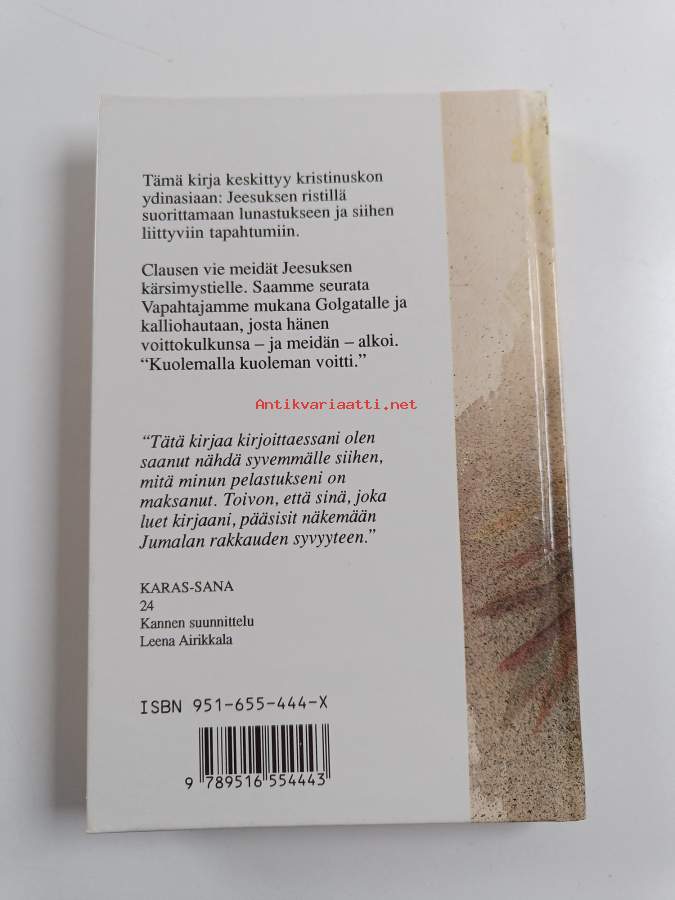 Tämä kirja keskittyy kristinuskon
ydinasiaan: Jeesuksen ristillä
suorittamaan lunastukseen ja siihen
liittyviin tapahtumiin.
Clausen vie meidät Jeesuksen
kärsimystielle. Saamme seurata
Vapahtajamme mukana Golgatalle ja
kalliohautaan, josta hänen
voittokulkunsa – ja meidän – alkoi.
“Kuolemalla kuoleman voitti.”
Antikvariaatti.net
“Tätä kirjaa kirjoittaessani olen
saanut nähdä syvemmälle siihen,
mitä minun pelastukseni on
maksanut. Toivon, että sinä, joka
luet kirjaani, pääsisit näkemään
Jumalan rakkauden syvyyteen.”
KARAS-SANA
24
Kannen suunnittelu
Leena Airikkala
ISBN 951-655-444-X
9 789516 554443